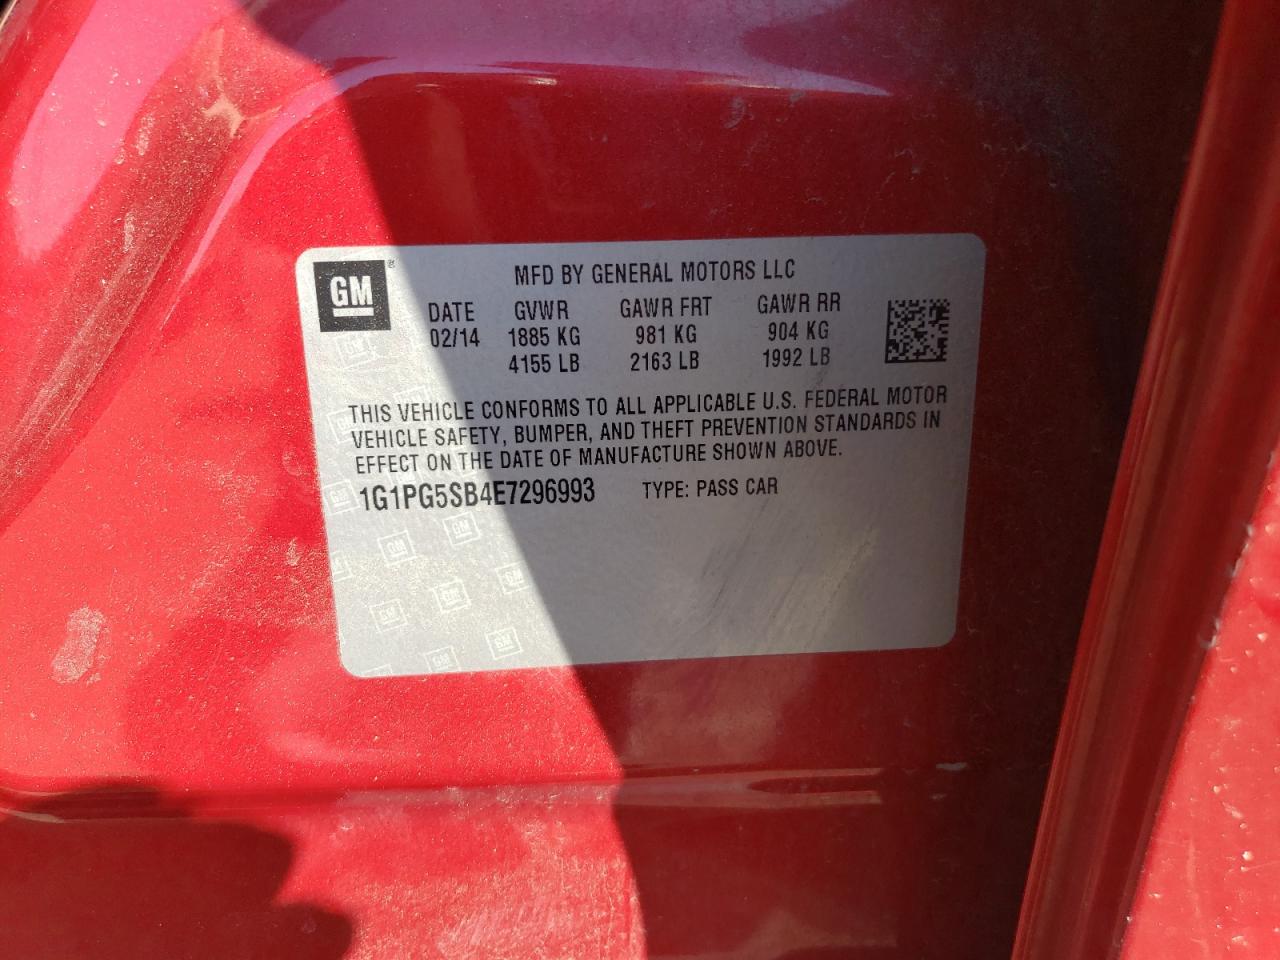 GM
MFD BY GENERAL MOTORS LLC
DATE GVWR GAWR FRT GAWR RR
02/14 1885 KG 981 KG 904 KG
4155 LB 2163 LB 1992 LB
THIS VEHICLE CONFORMS TO ALL APPLICABLE U.S. FEDERAL MOTOR
VEHICLE SAFETY, BUMPER, AND THEFT PREVENTION STANDARDS IN
EFFECT ON THE DATE OF MANUFACTURE SHOWN ABOVE.
1G1PG5SB4E7296993 TYPE: PASS CAR